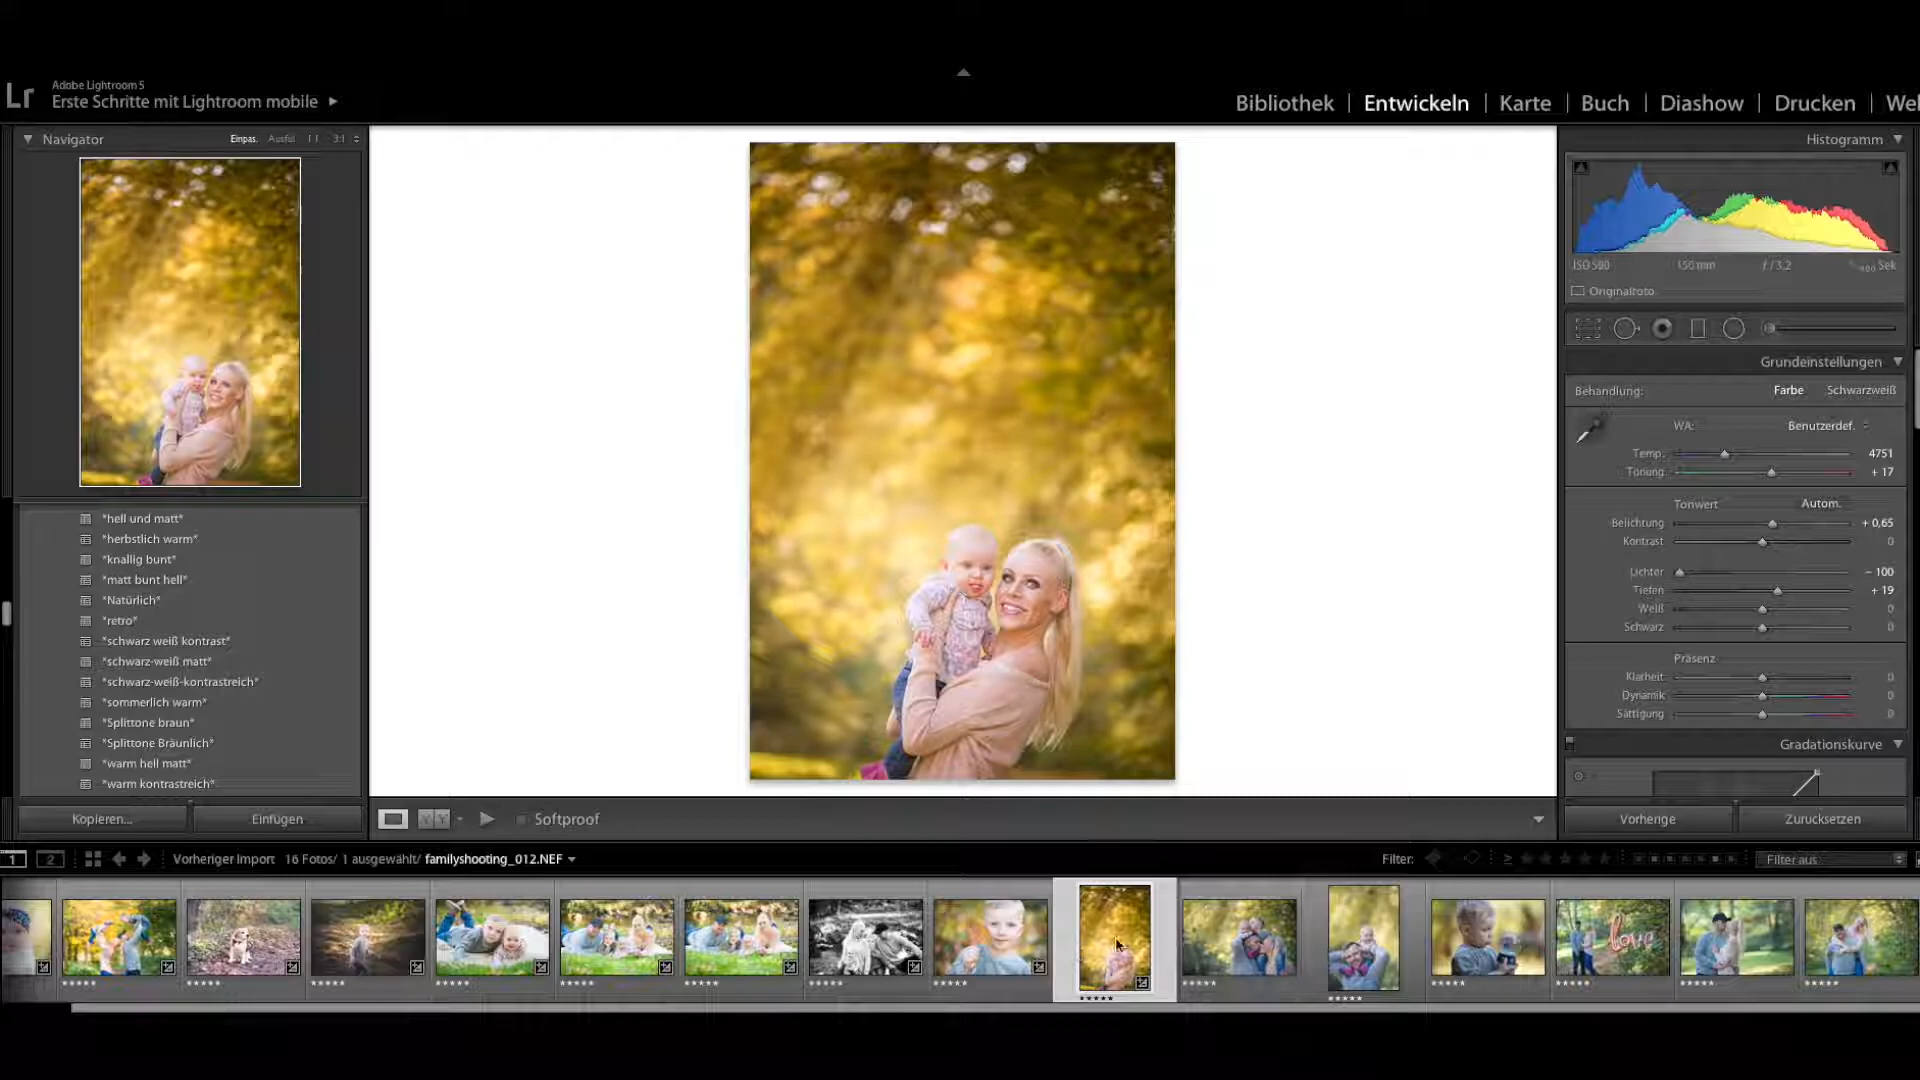 Lr
Adobe Lightroom 5
Erste Schritte mit Lightroom mobile
Bibliothek | Entwickeln | Karte | Buch | Diashow | Drucken | We
Navigator
Einpas. Ausfül 3:1
Histogramm
ISO 500 150 mm f / 3,2 Sek
Originalfoto
Grundeinstellungen
Behandlung: Farbe Schwarzweiß
WA: Benutzerdef.
Temp. 4751
Tönung + 17
Tonwert Autom.
Belichtung + 0,65
Kontrast 0
Lichter − 100
Tiefen + 19
Weiß 0
Schwarz 0
Präsenz
Klarheit 0
Dynamik 0
Sättigung 0
Gradationskurve
*hell und matt*
*herbstlich warm*
*knallig bunt*
*matt bunt hell*
*Natürlich*
*retro*
*schwarz weiß kontrast*
*schwarz-weiß matt*
*schwarz-weiß-kontrastreich*
*sommerlich warm*
*Splittone braun*
*Splittone Bräunlich*
*warm hell matt*
*warm kontrastreich*
Kopieren... Einfügen
YY Softproof
Vorherige Zurücksetzen
1 2 Vorheriger Import 16 Fotos/ 1 ausgewählt/ familyshooting_012.NEF
Filter: ≥ Filter aus
love